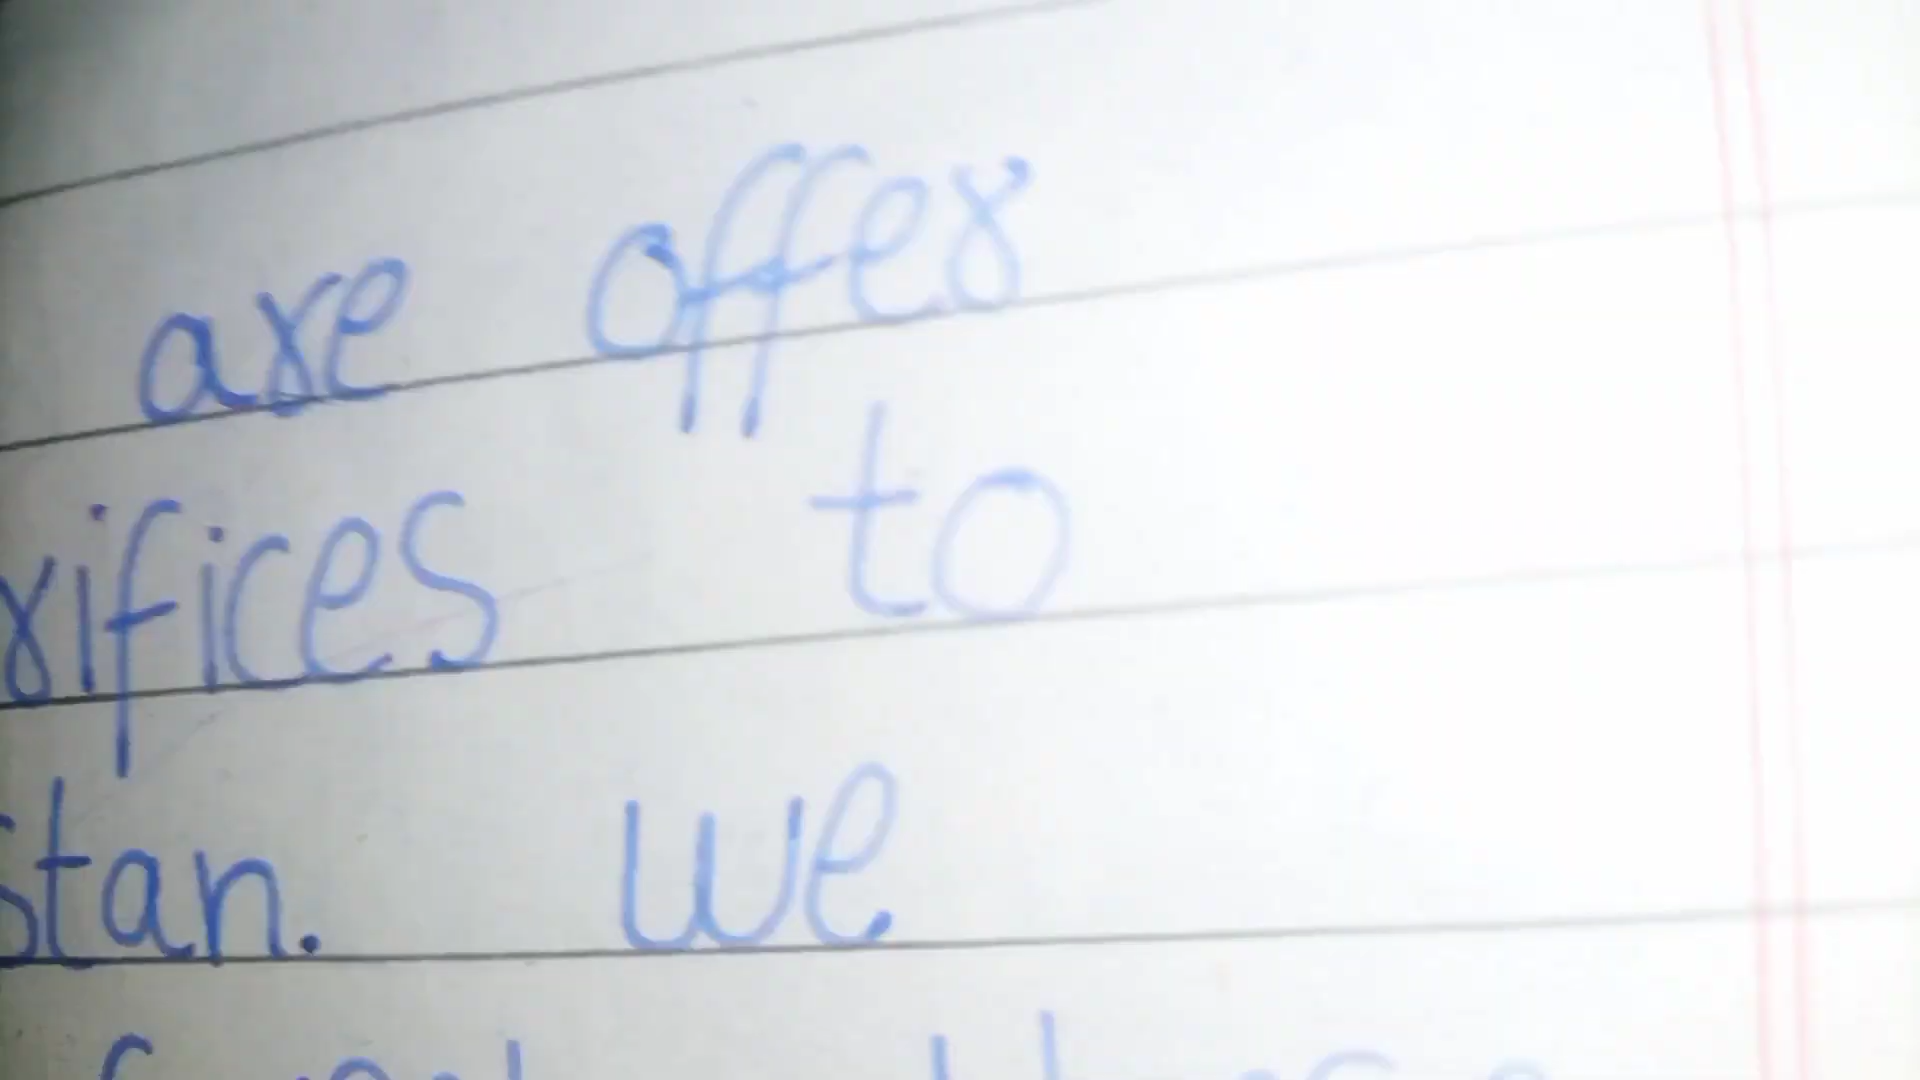 are offer
rifices to
stan. we